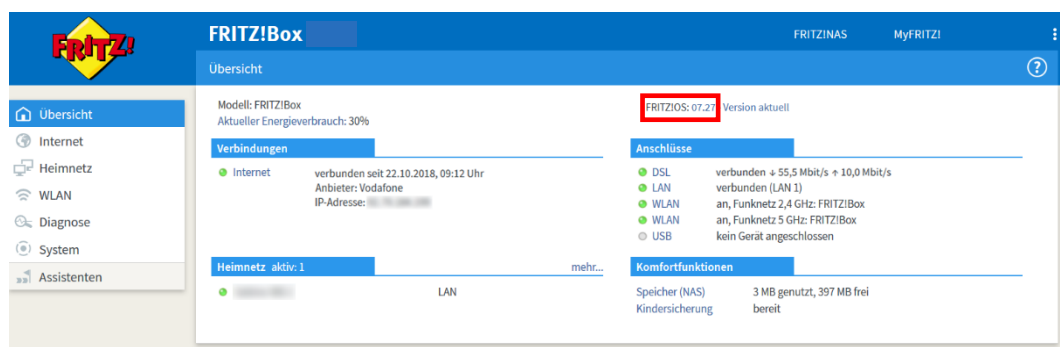 FRITZ!
FRITZ!Box
FRITZ!NAS
MyFRITZ!
Übersicht
Übersicht
Internet
Heimnetz
WLAN
Diagnose
System
Assistenten
Modell: FRITZ!Box
Aktueller Energieverbrauch: 30%
FRITZ!OS: 07.27 Version aktuell
Verbindungen
Internet verbunden seit 22.10.2018, 09:12 Uhr
Anbieter: Vodafone
IP-Adresse:
Anschlüsse
DSL verbunden ↓ 55,5 Mbit/s ↑ 10,0 Mbit/s
LAN verbunden (LAN 1)
WLAN an, Funknetz 2,4 GHz: FRITZ!Box
WLAN an, Funknetz 5 GHz: FRITZ!Box
USB kein Gerät angeschlossen
Heimnetz aktiv: 1 mehr...
LAN
Komfortfunktionen
Speicher (NAS) 3 MB genutzt, 397 MB frei
Kindersicherung bereit